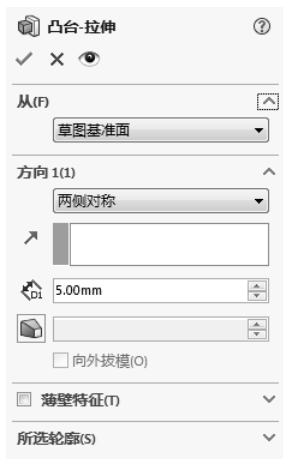 凸台-拉伸
从(F)
草图基准面
方向 1(1)
两侧对称
D1 5.00mm
向外拔模(O)
薄壁特征(T)
所选轮廓(S)